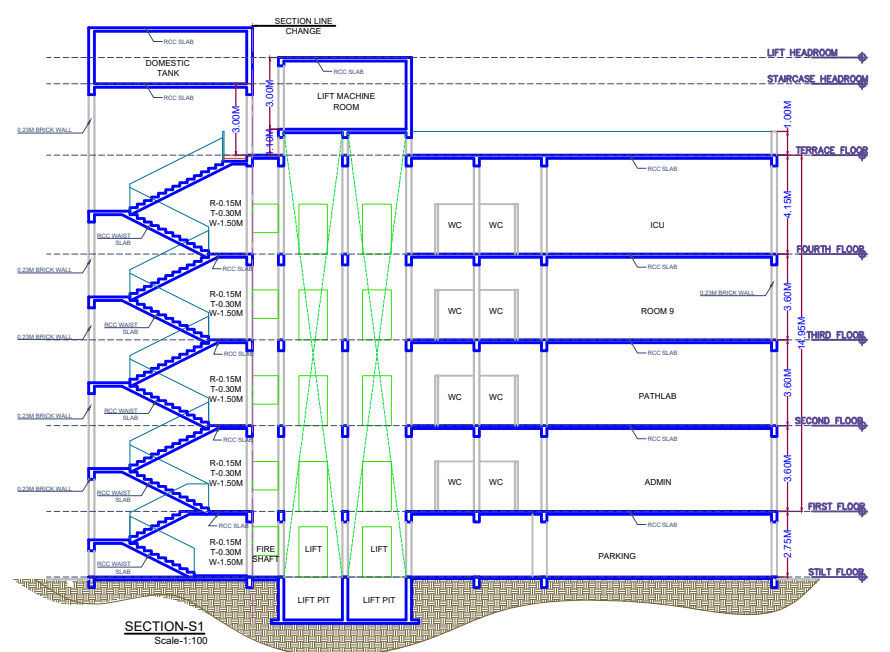 SECTION LINE
CHANGE
LIFT HEADROOM
RCC SLAB
DOMESTIC
TANK
RCC SLAB
STAIRCASE HEADROOM
RCC SLAB
LIFT MACHINE
ROOM
3.00M
3.00M
1.00M
0.23M BRICK WALL
TERRACE FLOOR
RCC SLAB
R-0.15M
T-0.30M
W-1.50M
4.15M
WC
WC
ICU
RCC WAIST
SLAB
FOURTH FLOOR
0.23M BRICK WALL
RCC SLAB
RCC SLAB
R-0.15M
T-0.30M
W-1.50M
0.23M BRICK WALL
3.60M
WC
WC
ROOM 9
RCC WAIST
SLAB
14.95M
THIRD FLOOR
0.23M BRICK WALL
RCC SLAB
RCC SLAB
R-0.15M
T-0.30M
W-1.50M
3.60M
WC
WC
PATHLAB
RCC WAIST
SLAB
0.23M BRICK WALL
SECOND FLOOR
RCC SLAB
RCC SLAB
R-0.15M
T-0.30M
W-1.50M
3.60M
WC
WC
ADMIN
0.23M BRICK WALL
RCC WAIST
SLAB
FIRST FLOOR
RCC SLAB
RCC SLAB
R-0.15M
T-0.30M
W-1.50M
FIRE
SHAFT
LIFT
LIFT
PARKING
2.75M
RCC WAIST
SLAB
STILT FLOOR
LIFT PIT
LIFT PIT
SECTION-S1
Scale-1:100